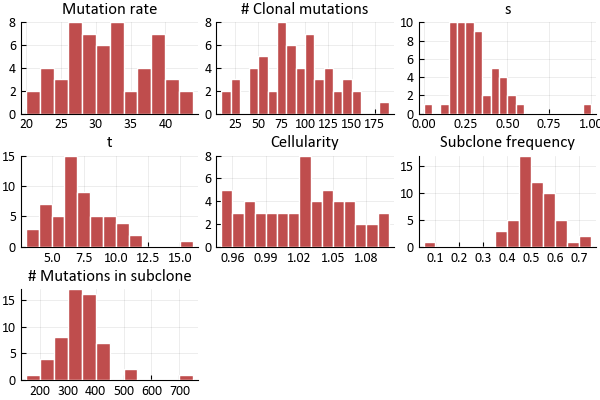 Mutation rate
8
6
4
2
0
20 25 30 35 40
# Clonal mutations
8
6
4
2
0
25 50 75 100 125 150 175
s
10
8
6
4
2
0
0.00 0.25 0.50 0.75 1.00
t
15
10
5
0
5.0 7.5 10.0 12.5 15.0
Cellularity
8
6
4
2
0
0.96 0.99 1.02 1.05 1.08
Subclone frequency
15
10
5
0
0.1 0.2 0.3 0.4 0.5 0.6 0.7
# Mutations in subclone
15
10
5
0
200 300 400 500 600 700